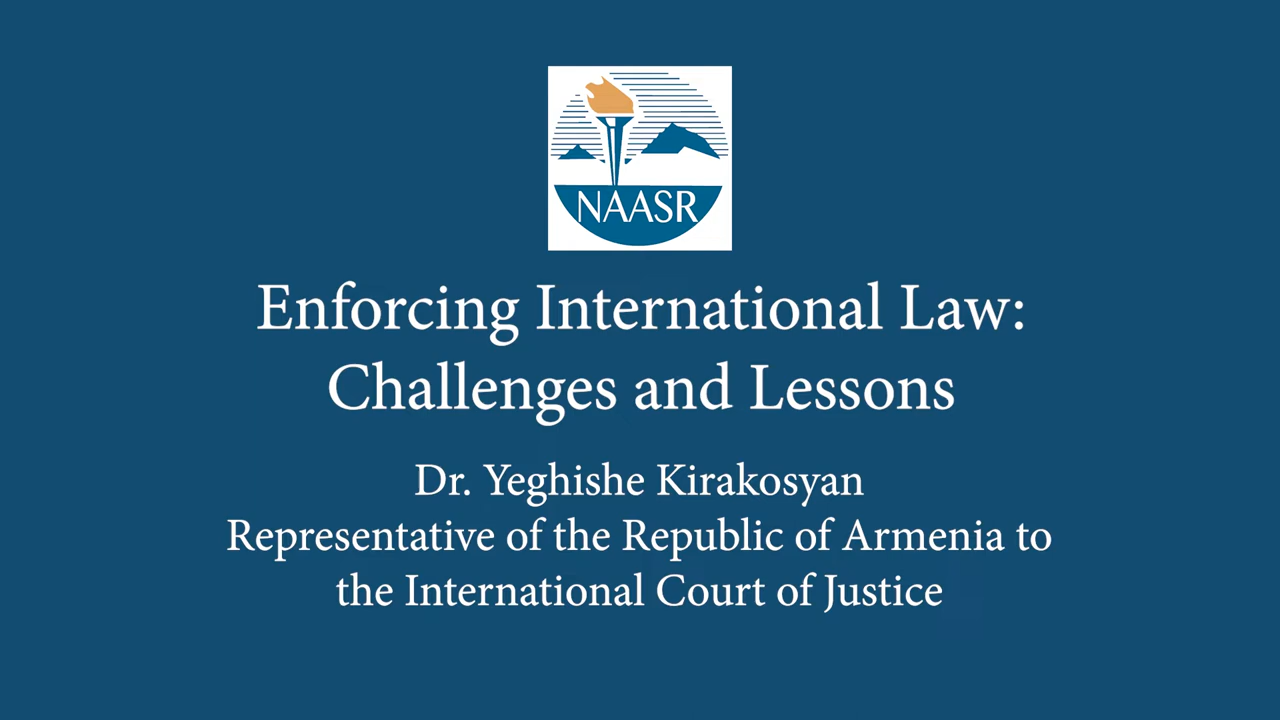 NAASR
Enforcing International Law:
Challenges and Lessons
Dr. Yeghishe Kirakosyan
Representative of the Republic of Armenia to
the International Court of Justice